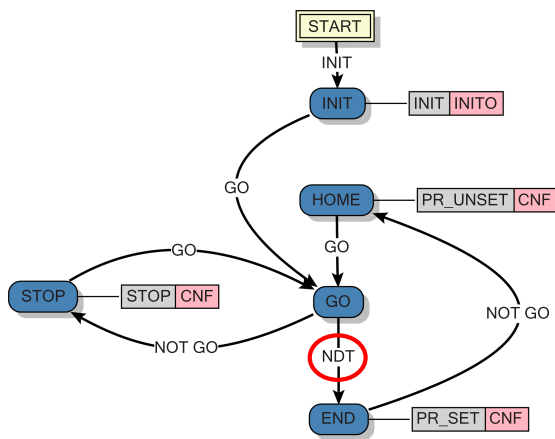 START
INIT
INIT
INIT INITO
GO
HOME
PR_UNSET CNF
GO
GO
STOP
STOP CNF
GO
NOT GO
NOT GO
NDT
END
PR_SET CNF